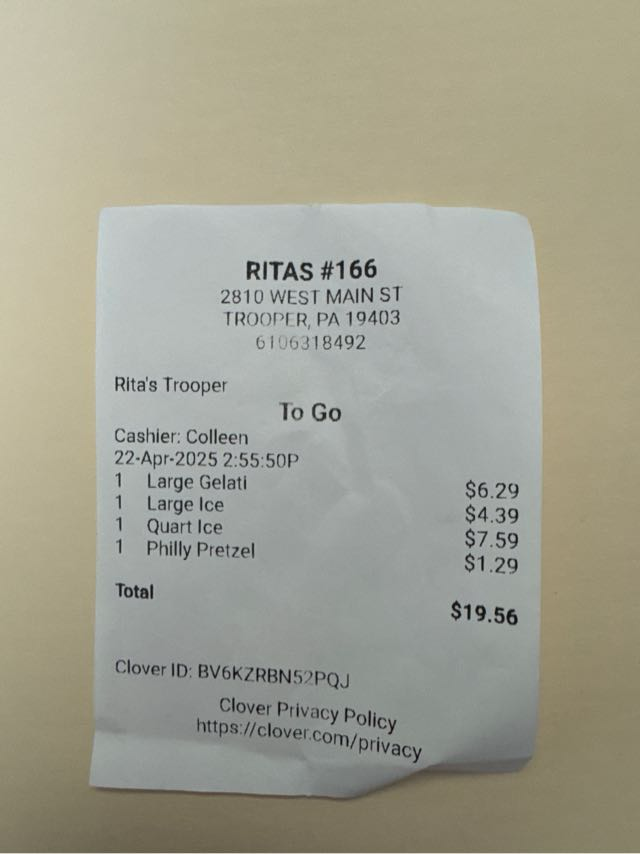 RITAS #166
2810 WEST MAIN ST
TROOPER, PA 19403
6106318492
Rita's Trooper
To Go
Cashier: Colleen
22-Apr-2025 2:55:50P
1 Large Gelati $6.29
1 Large Ice $4.39
1 Quart Ice $7.59
1 Philly Pretzel $1.29
Total $19.56
Clover ID: BV6KZRBN52PQJ
Clover Privacy Policy
https://clover.com/privacy